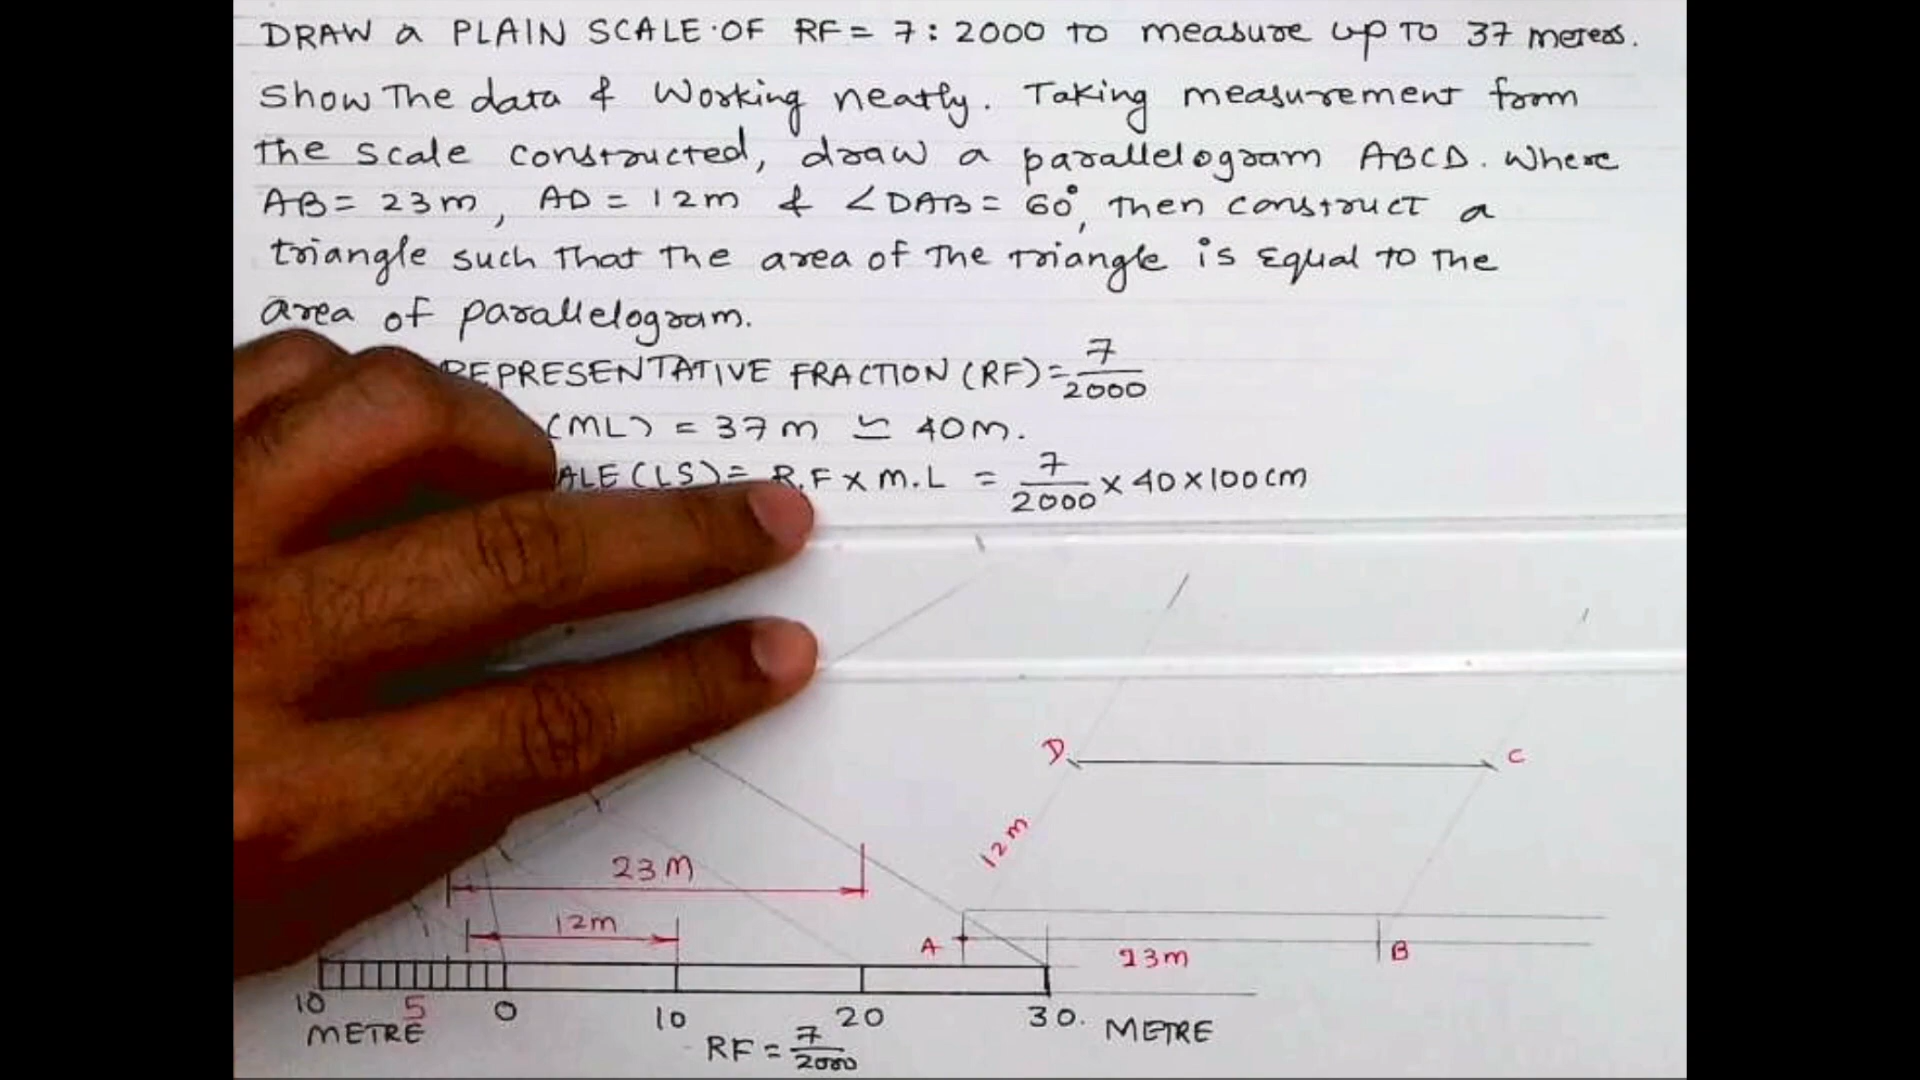 DRAW a PLAIN SCALE OF RF = 7 : 2000 to measure up to 37 meters.
Show The data & Working neatly. Taking measurement from
the scale constructed, draw a parallelogram ABCD. Where
AB = 23m, AD = 12m & ∠DAB = 60°, then construct a
triangle such that the area of the triangle is Equal to the
area of parallelogram.
REPRESENTATIVE FRACTION (RF) = 7/2000
(ML) = 37m ≃ 40m.
ALE (LS) = R.F × M.L = 7/2000 × 40 × 100 cm
D C
12m
23M
12m
A 23m B
10 5 0 10 20 30.
METRE METRE
RF = 7/2000